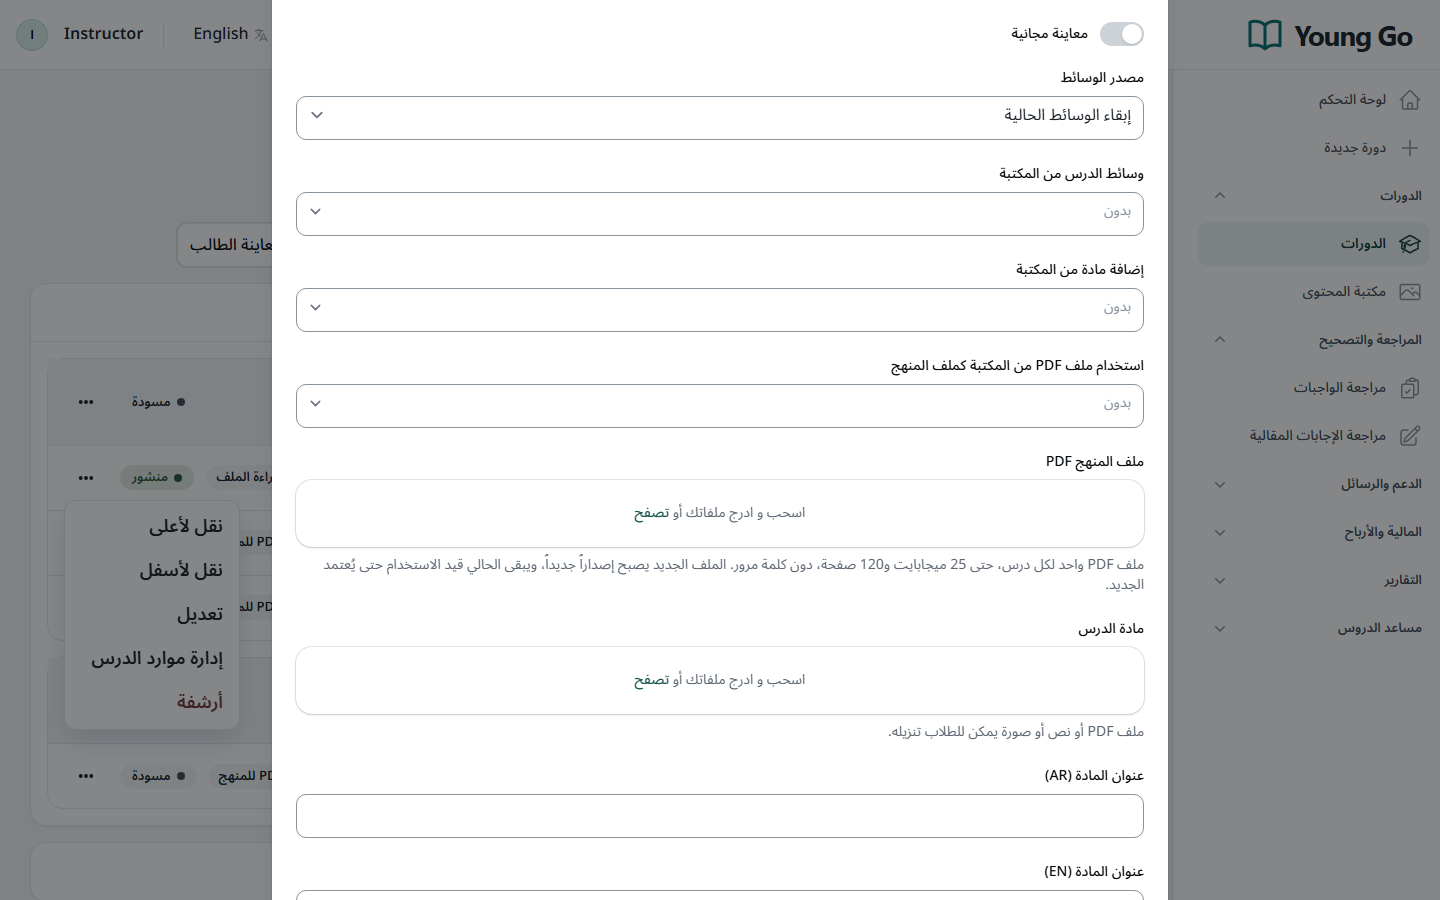 Young Go
English
Instructor
I
لوحة التحكم
دورة جديدة
الدورات
الدورات
مكتبة المحتوى
المراجعة والتصحيح
مراجعة الواجبات
مراجعة الإجابات المقالية
الدعم والرسائل
المالية والأرباح
التقارير
مساعد الدروس
معاينة مجانية
مصدر الوسائط
إبقاء الوسائط الحالية
وسائط الدرس من المكتبة
بدون
إضافة مادة من المكتبة
بدون
استخدام ملف PDF من المكتبة كملف المنهج
بدون
ملف المنهج PDF
اسحب و ادرج ملفاتك أو تصفح
ملف PDF واحد لكل درس، حتى 25 ميجابايت و120 صفحة، دون كلمة مرور. الملف الجديد يصبح إصداراً جديداً، ويبقى الحالي قيد الاستخدام حتى يُعتمد
الجديد.
مادة الدرس
اسحب و ادرج ملفاتك أو تصفح
ملف PDF أو نص أو صورة يمكن للطلاب تنزيله.
عنوان المادة (AR)
عنوان المادة (EN)
الطالب
مسودة
منشور
نقل لأعلى
نقل لأسفل
تعديل
إدارة موارد الدرس
أرشفة
للمنهج
مسودة